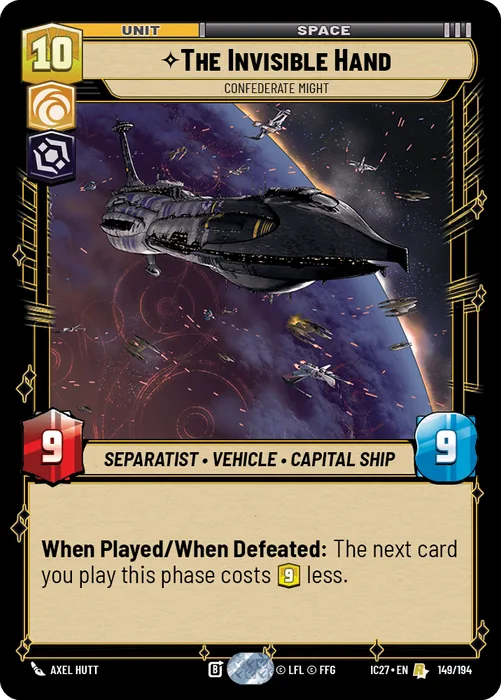 UNIT SPACE
10
✧THE INVISIBLE HAND
CONFEDERATE MIGHT
9
9
SEPARATIST • VEHICLE • CAPITAL SHIP
When Played/When Defeated: The next card
you play this phase costs 9 less.
AXEL HUTT
B
© LFL © FFG
IC27 • EN R 149/194